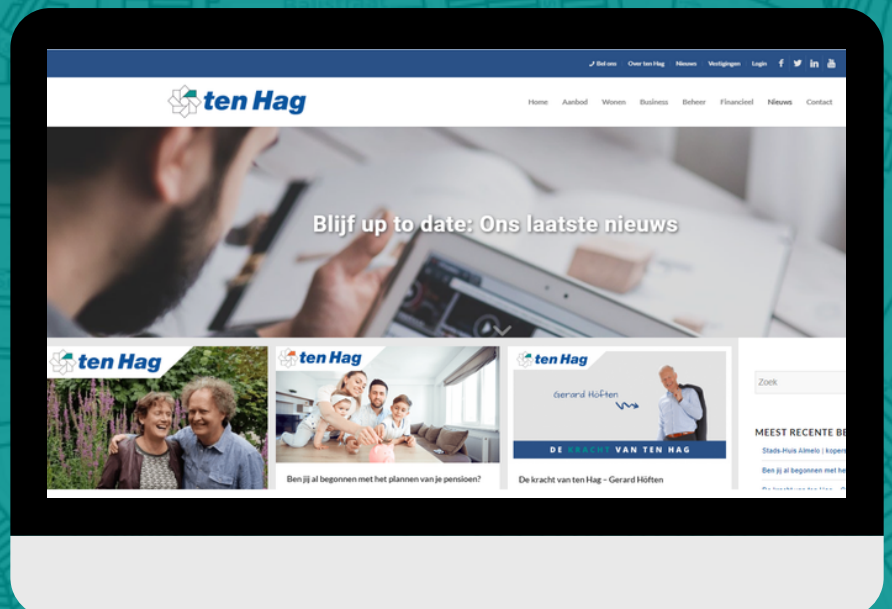 Bel ons Over ten Hag Nieuws Vestigingen Login
ten Hag
Home Aanbod Wonen Business Beheer Financieel Nieuws Contact
Blijf up to date: Ons laatste nieuws
ten Hag
ten Hag
ten Hag
Gerard Höften
DE KRACHT VAN TEN HAG
Ben jij al begonnen met het plannen van je pensioen?
De kracht van ten Hag – Gerard Höften
Zoek
MEEST RECENTE BE
Stads-Huis Almelo | kopen
Ben jij al begonnen met he